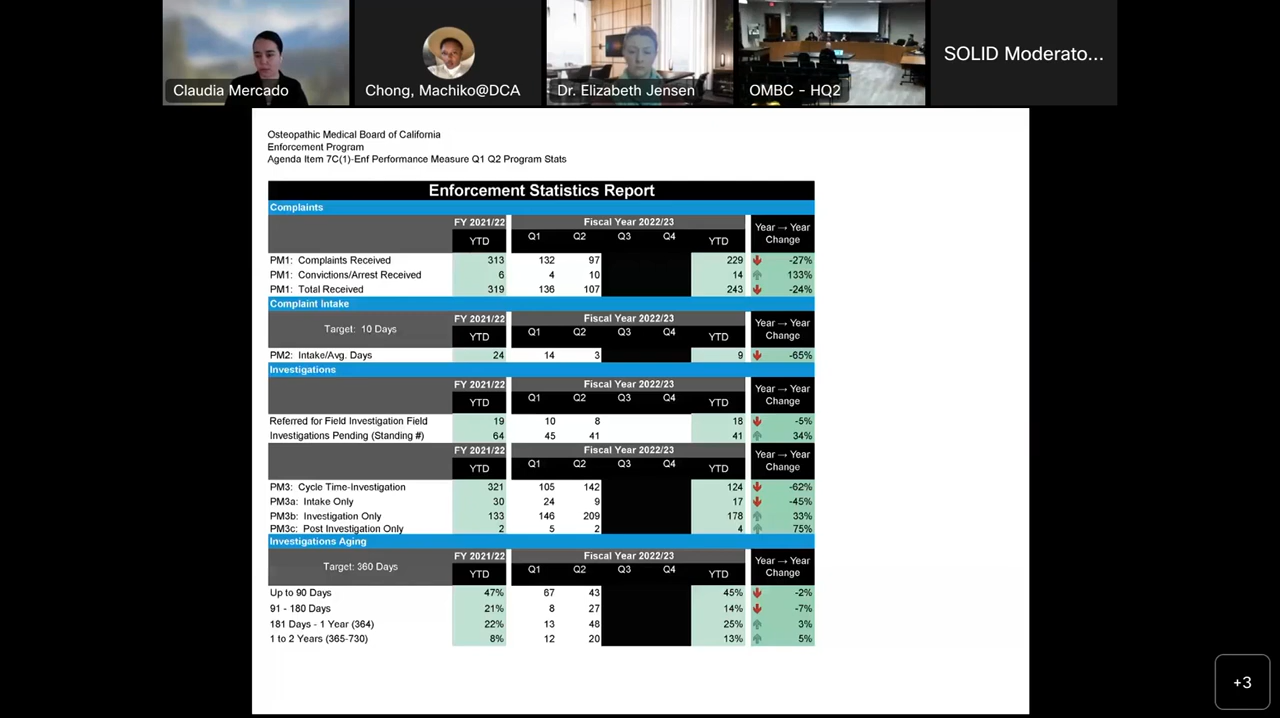 Claudia Mercado
Chong, Machiko@DCA
Dr. Elizabeth Jensen
OMBC - HQ2
SOLID Moderato...
Osteopathic Medical Board of California
Enforcement Program
Agenda Item 7C(1)-Enf Performance Measure Q1 Q2 Program Stats
Enforcement Statistics Report
Complaints
FY 2021/22 Fiscal Year 2022/23 Year → Year Change
YTD Q1 Q2 Q3 Q4 YTD
PM1: Complaints Received 313 132 97 229 -27%
PM1: Convictions/Arrest Received 6 4 10 14 133%
PM1: Total Received 319 136 107 243 -24%
Complaint Intake
Target: 10 Days FY 2021/22 Fiscal Year 2022/23 Year → Year Change
YTD Q1 Q2 Q3 Q4 YTD
PM2: Intake/Avg. Days 24 14 3 9 -65%
Investigations
FY 2021/22 Fiscal Year 2022/23 Year → Year Change
YTD Q1 Q2 Q3 Q4 YTD
Referred for Field Investigation Field 19 10 8 18 -5%
Investigations Pending (Standing #) 64 45 41 41 34%
FY 2021/22 Fiscal Year 2022/23 Year → Year Change
YTD Q1 Q2 Q3 Q4 YTD
PM3: Cycle Time-Investigation 321 105 142 124 -62%
PM3a: Intake Only 30 24 9 17 -45%
PM3b: Investigation Only 133 146 209 178 33%
PM3c: Post Investigation Only 2 5 2 4 75%
Investigations Aging
Target: 360 Days FY 2021/22 Fiscal Year 2022/23 Year → Year Change
YTD Q1 Q2 Q3 Q4 YTD
Up to 90 Days 47% 67 43 45% -2%
91 - 180 Days 21% 8 27 14% -7%
181 Days - 1 Year (364) 22% 13 48 25% 3%
1 to 2 Years (365-730) 8% 12 20 13% 5%
+3